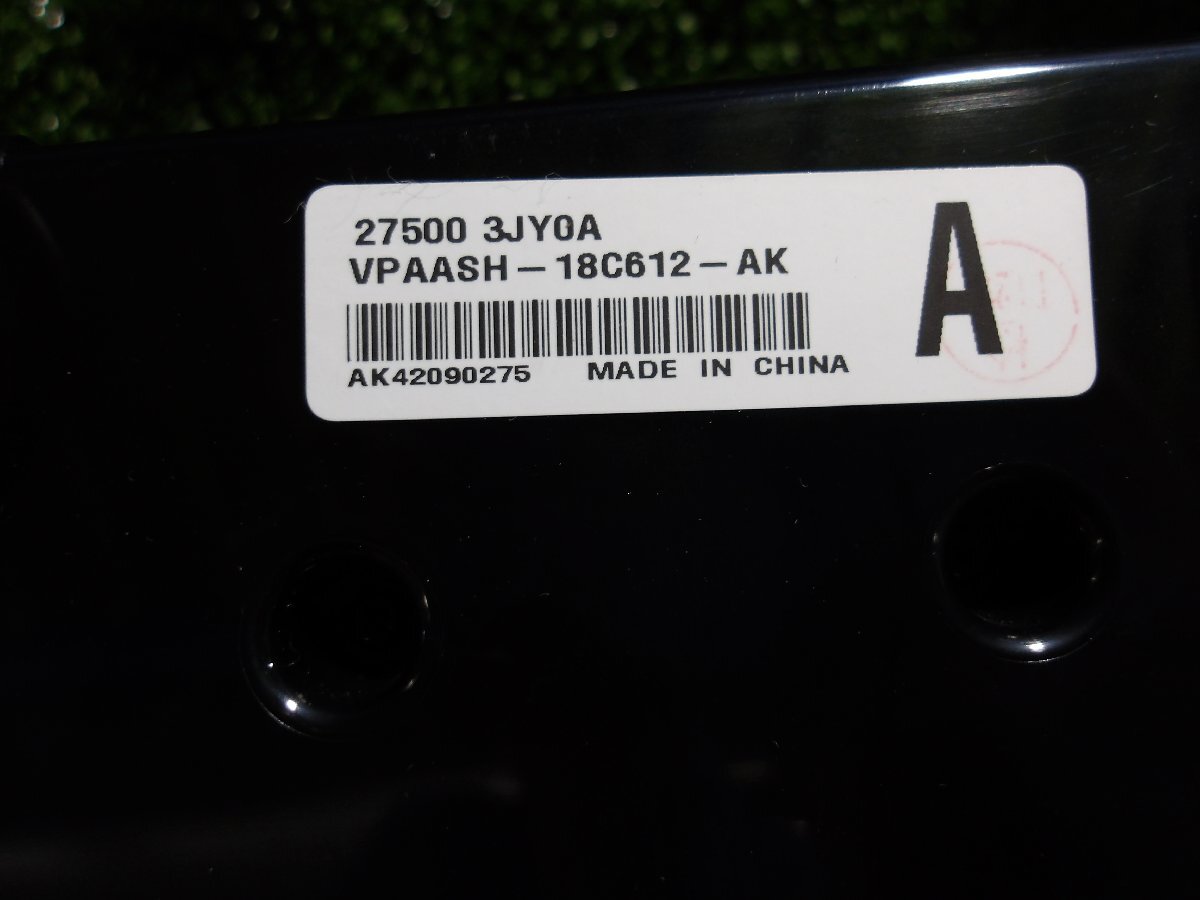 27500 3JY0A
VPAASH-18C612-AK
AK42090275 MADE IN CHINA
A